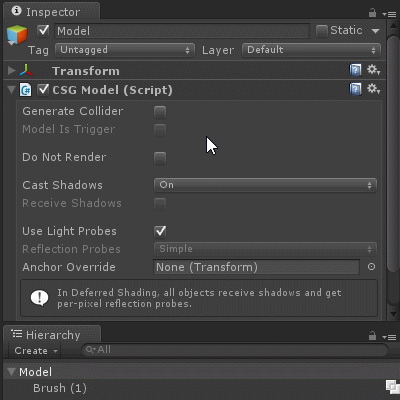 Inspector
Model
Static
Tag Untagged Layer Default
Transform
CSG Model (Script)
Generate Collider
Model Is Trigger
Do Not Render
Cast Shadows On
Receive Shadows
Use Light Probes
Reflection Probes Simple
Anchor Override None (Transform)
In Deferred Shading, all objects receive shadows and get
per-pixel reflection probes.
Hierarchy
Create All
Model
Brush (1)